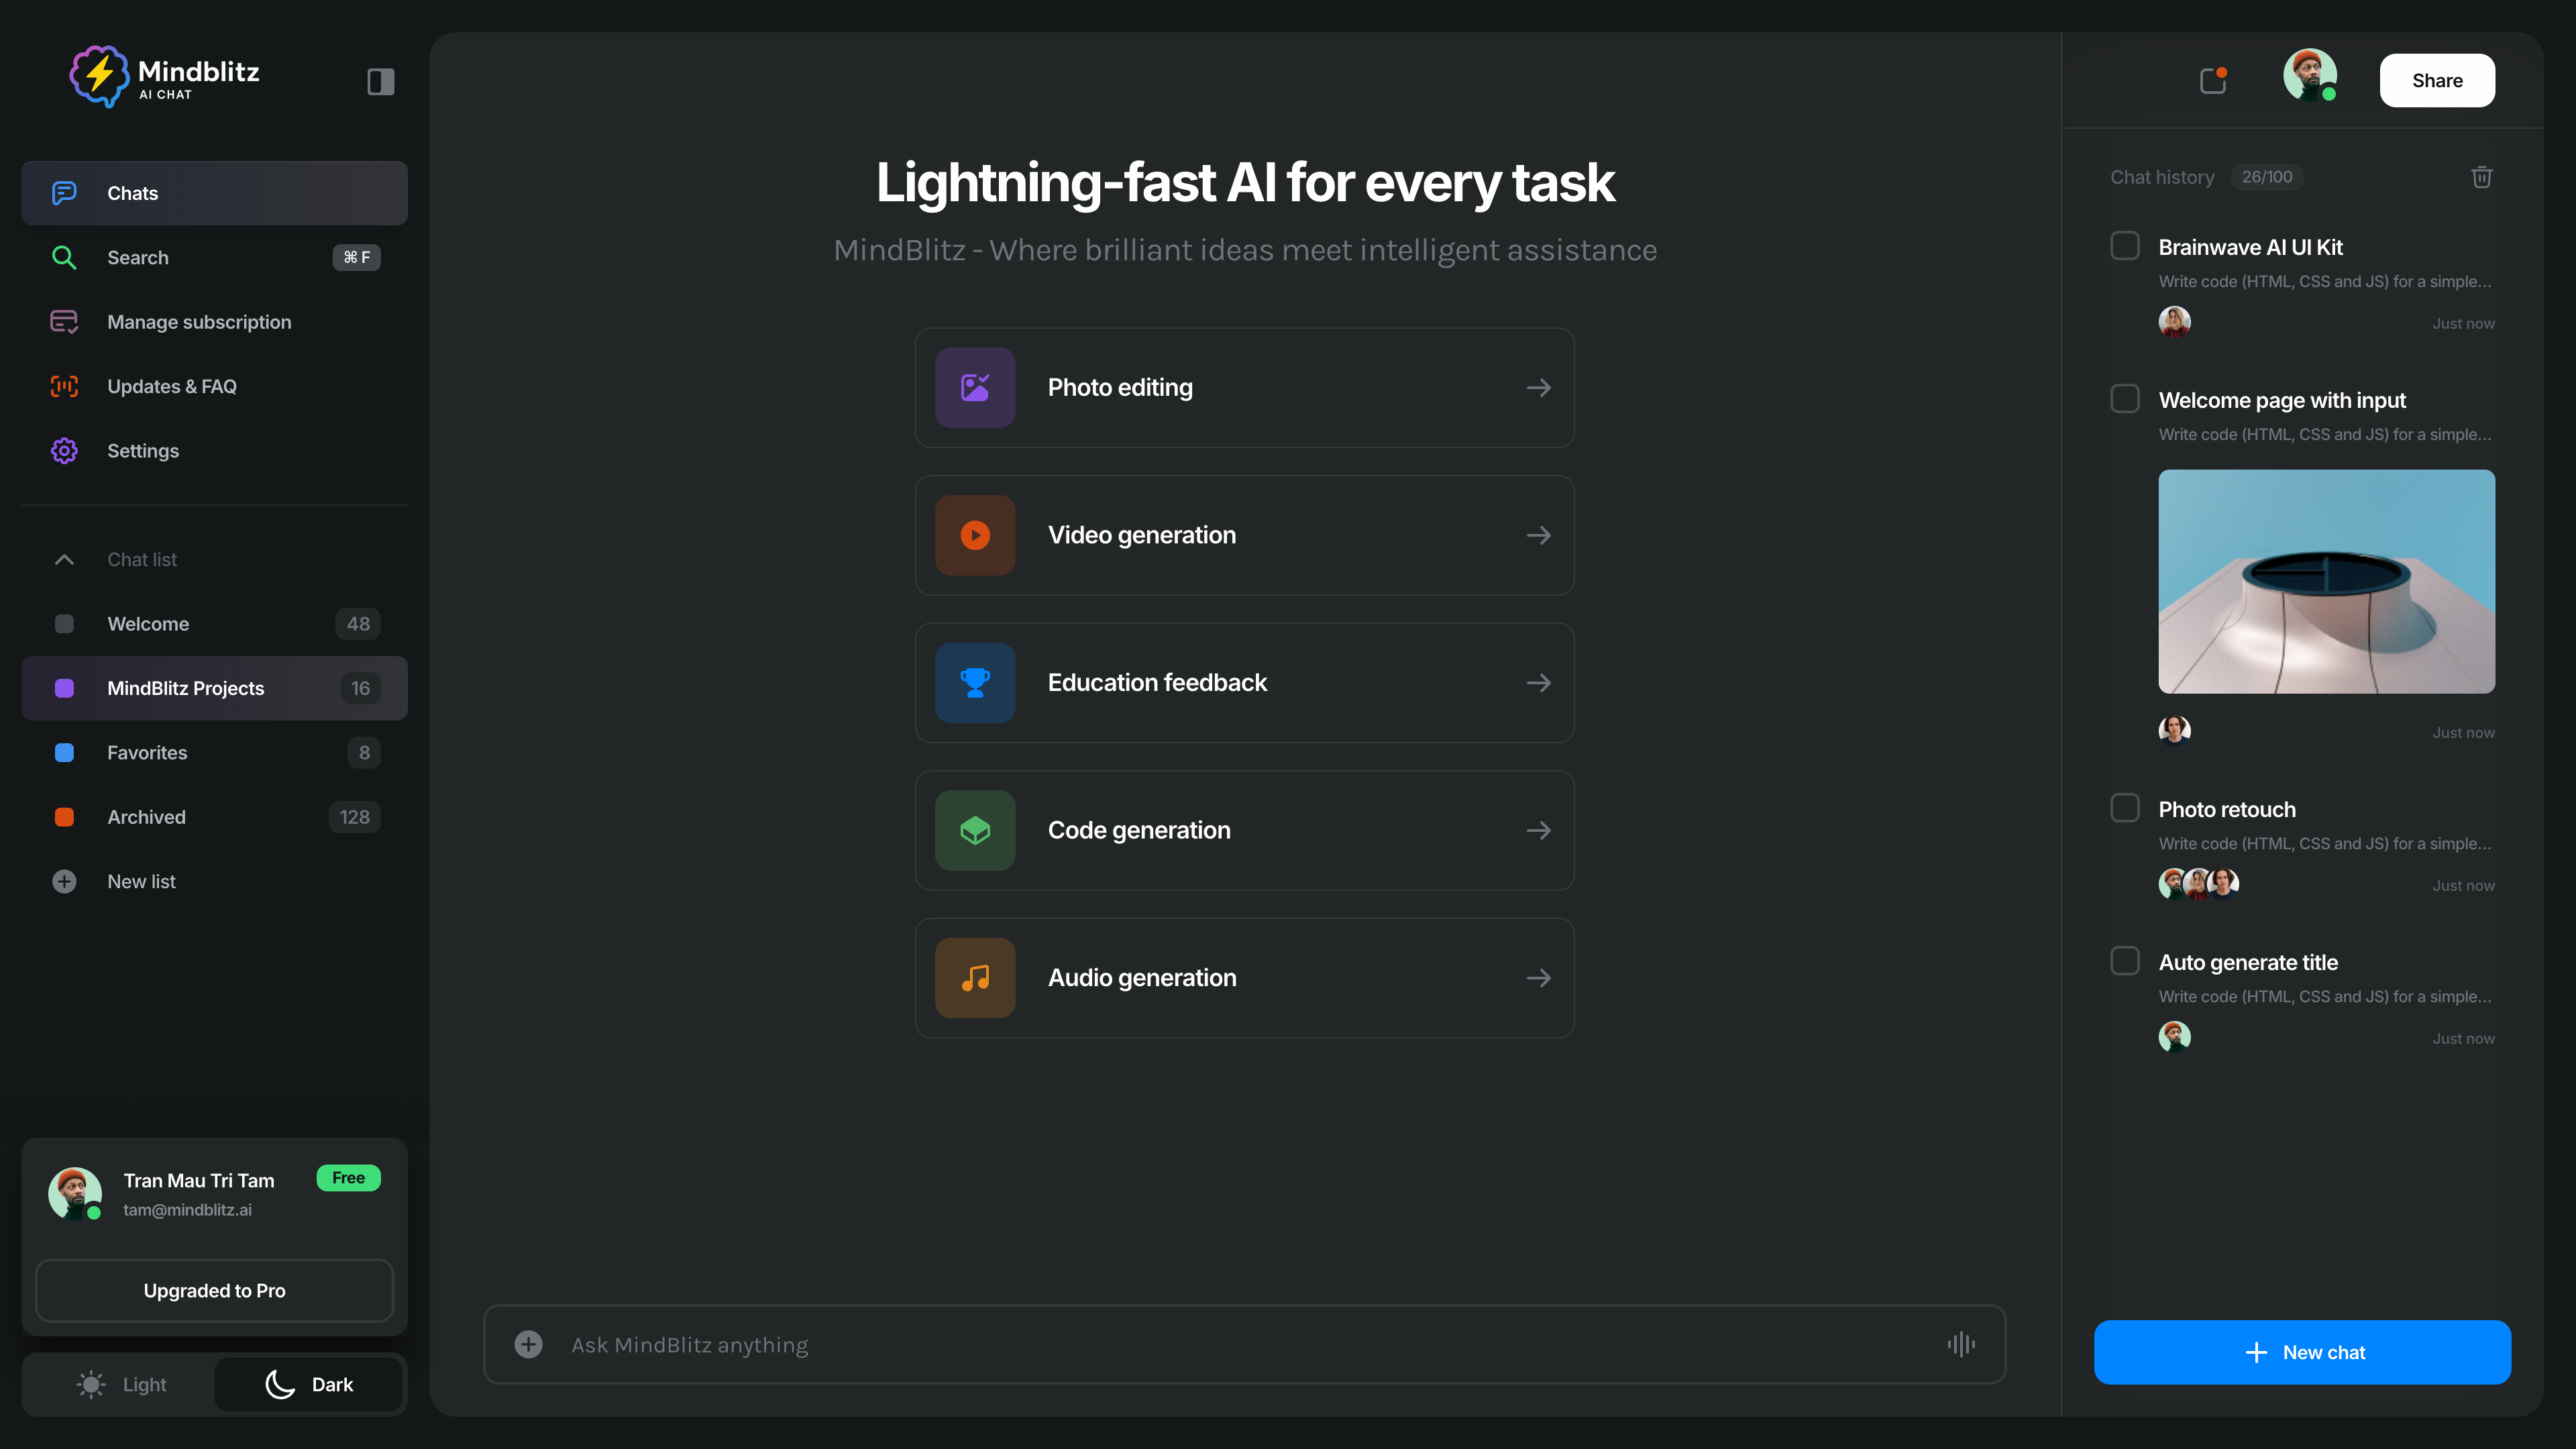 Mindblitz
AI CHAT
Chats
Search
⌘ F
Manage subscription
Updates & FAQ
Settings
Chat list
Welcome
48
MindBlitz Projects
16
Favorites
8
Archived
128
New list
Tran Mau Tri Tam
Free
tam@mindblitz.ai
Upgraded to Pro
Light
Dark
Lightning-fast AI for every task
MindBlitz - Where brilliant ideas meet intelligent assistance
Photo editing
Video generation
Education feedback
Code generation
Audio generation
Ask MindBlitz anything
Share
Chat history
26/100
Brainwave AI UI Kit
Write code (HTML, CSS and JS) for a simple...
Just now
Welcome page with input
Write code (HTML, CSS and JS) for a simple...
Just now
Photo retouch
Write code (HTML, CSS and JS) for a simple...
Just now
Auto generate title
Write code (HTML, CSS and JS) for a simple...
Just now
New chat